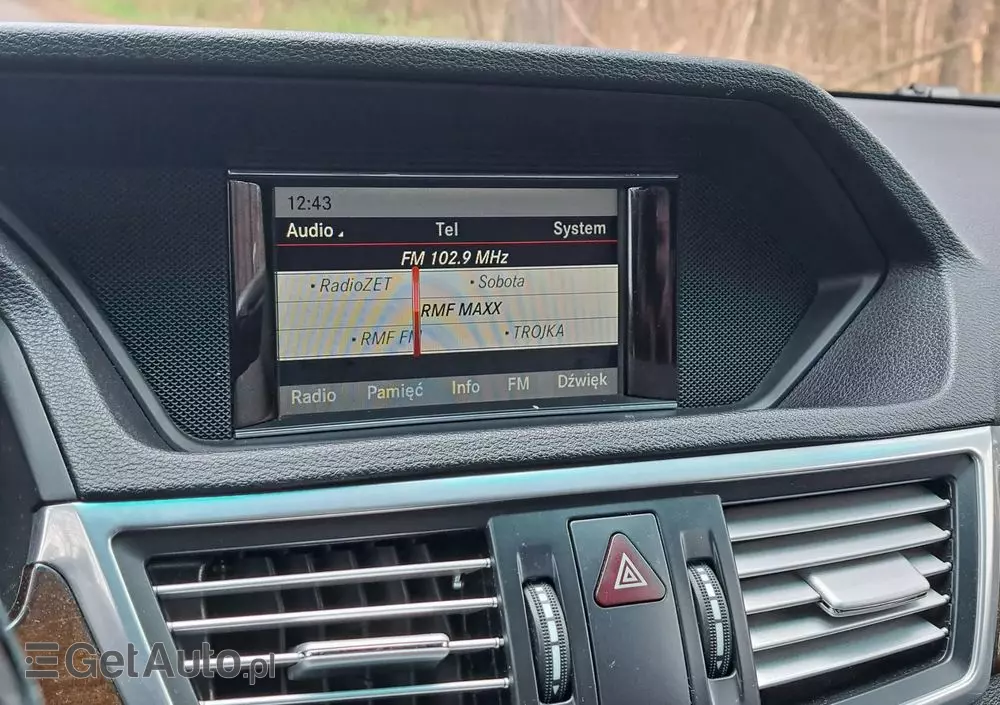 12:43
Audio Tel System
FM 102.9 MHz
• RadioZET • Sobota
RMF MAXX
• RMF FM • TROJKA
Radio Pamięć Info FM Dźwięk
GetAuto.pl